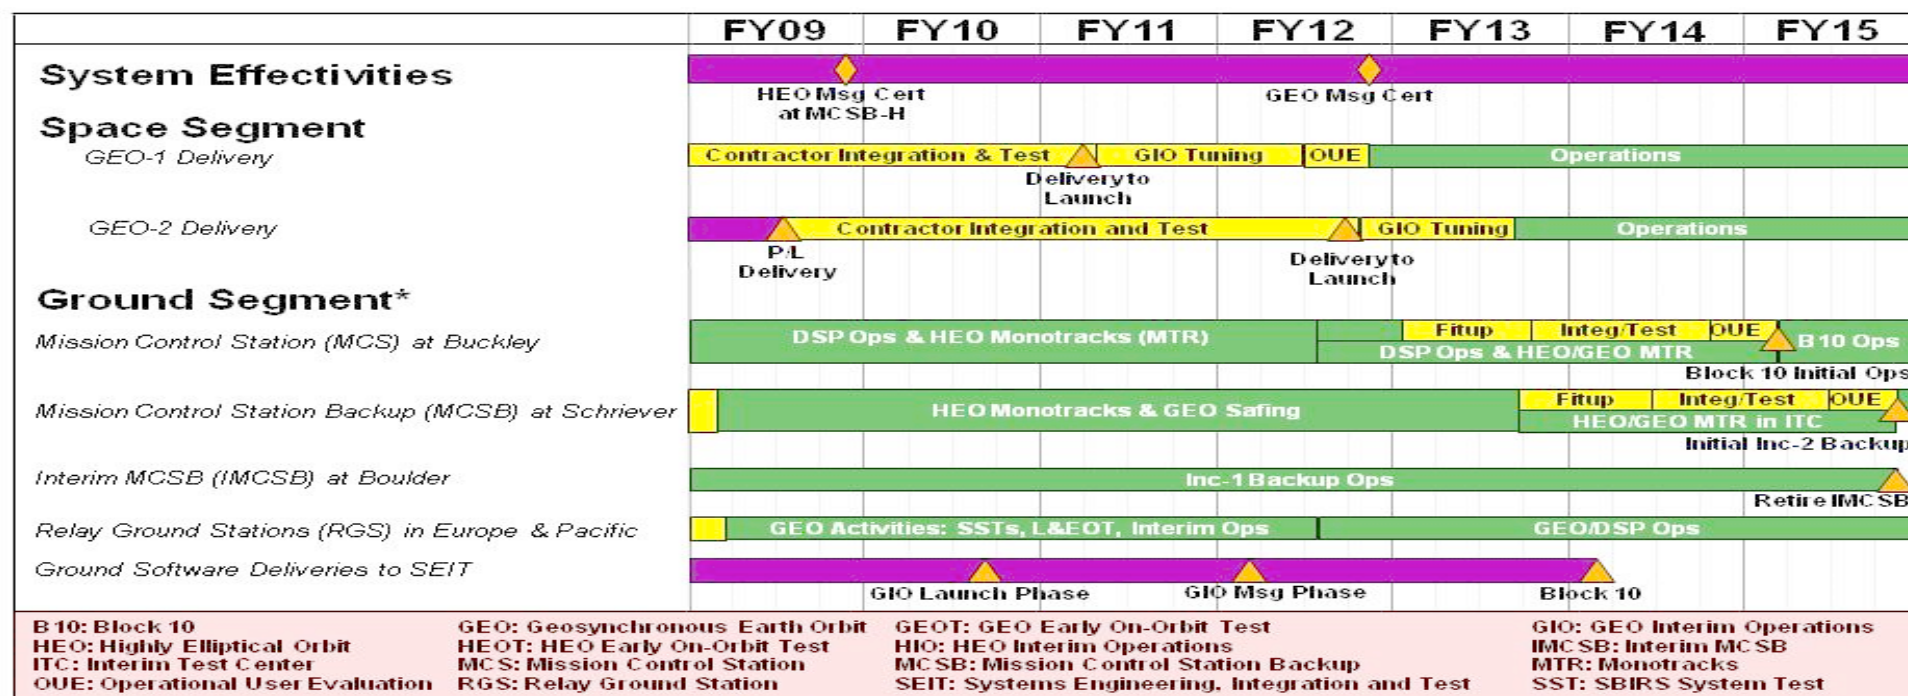 FY09 FY10 FY11 FY12 FY13 FY14 FY15
System Effectivities
HEO Msg Cert
at MCSB-H
GEO Msg Cert
Space Segment
GEO-1 Delivery
Contractor Integration & Test GIO Tuning OUE Operations
Delivery to
Launch
GEO-2 Delivery
Contractor Integration and Test GIO Tuning Operations
P/L
Delivery
Delivery to
Launch
Ground Segment*
Mission Control Station (MCS) at Buckley
DSP Ops & HEO Monotracks (MTR)
Fitup Integ/Test OUE
DSP Ops & HEO/GEO MTR
B10 Ops
Block 10 Initial Ops
Mission Control Station Backup (MCSB) at Schriever
HEO Monotracks & GEO Safing
Fitup Integ/Test OUE
HEO/GEO MTR in ITC
Initial Inc-2 Backup
Interim MCSB (IMCSB) at Boulder
Inc-1 Backup Ops
Retire IMCSB
Relay Ground Stations (RGS) in Europe & Pacific
GEO Activities: SSTs, L&EOT, Interim Ops GEO/DSP Ops
Ground Software Deliveries to SEIT
GIO Launch Phase GIO Msg Phase Block 10
B10: Block 10 GEO: Geosynchronous Earth Orbit GEOT: GEO Early On-Orbit Test GIO: GEO Interim Operations
HEO: Highly Elliptical Orbit HEOT: HEO Early On-Orbit Test HIO: HEO Interim Operations IMCSB: Interim MCSB
ITC: Interim Test Center MCS: Mission Control Station MCSB: Mission Control Station Backup MTR: Monotracks
OUE: Operational User Evaluation RGS: Relay Ground Station SEIT: Systems Engineering, Integration and Test SST: SBIRS System Test